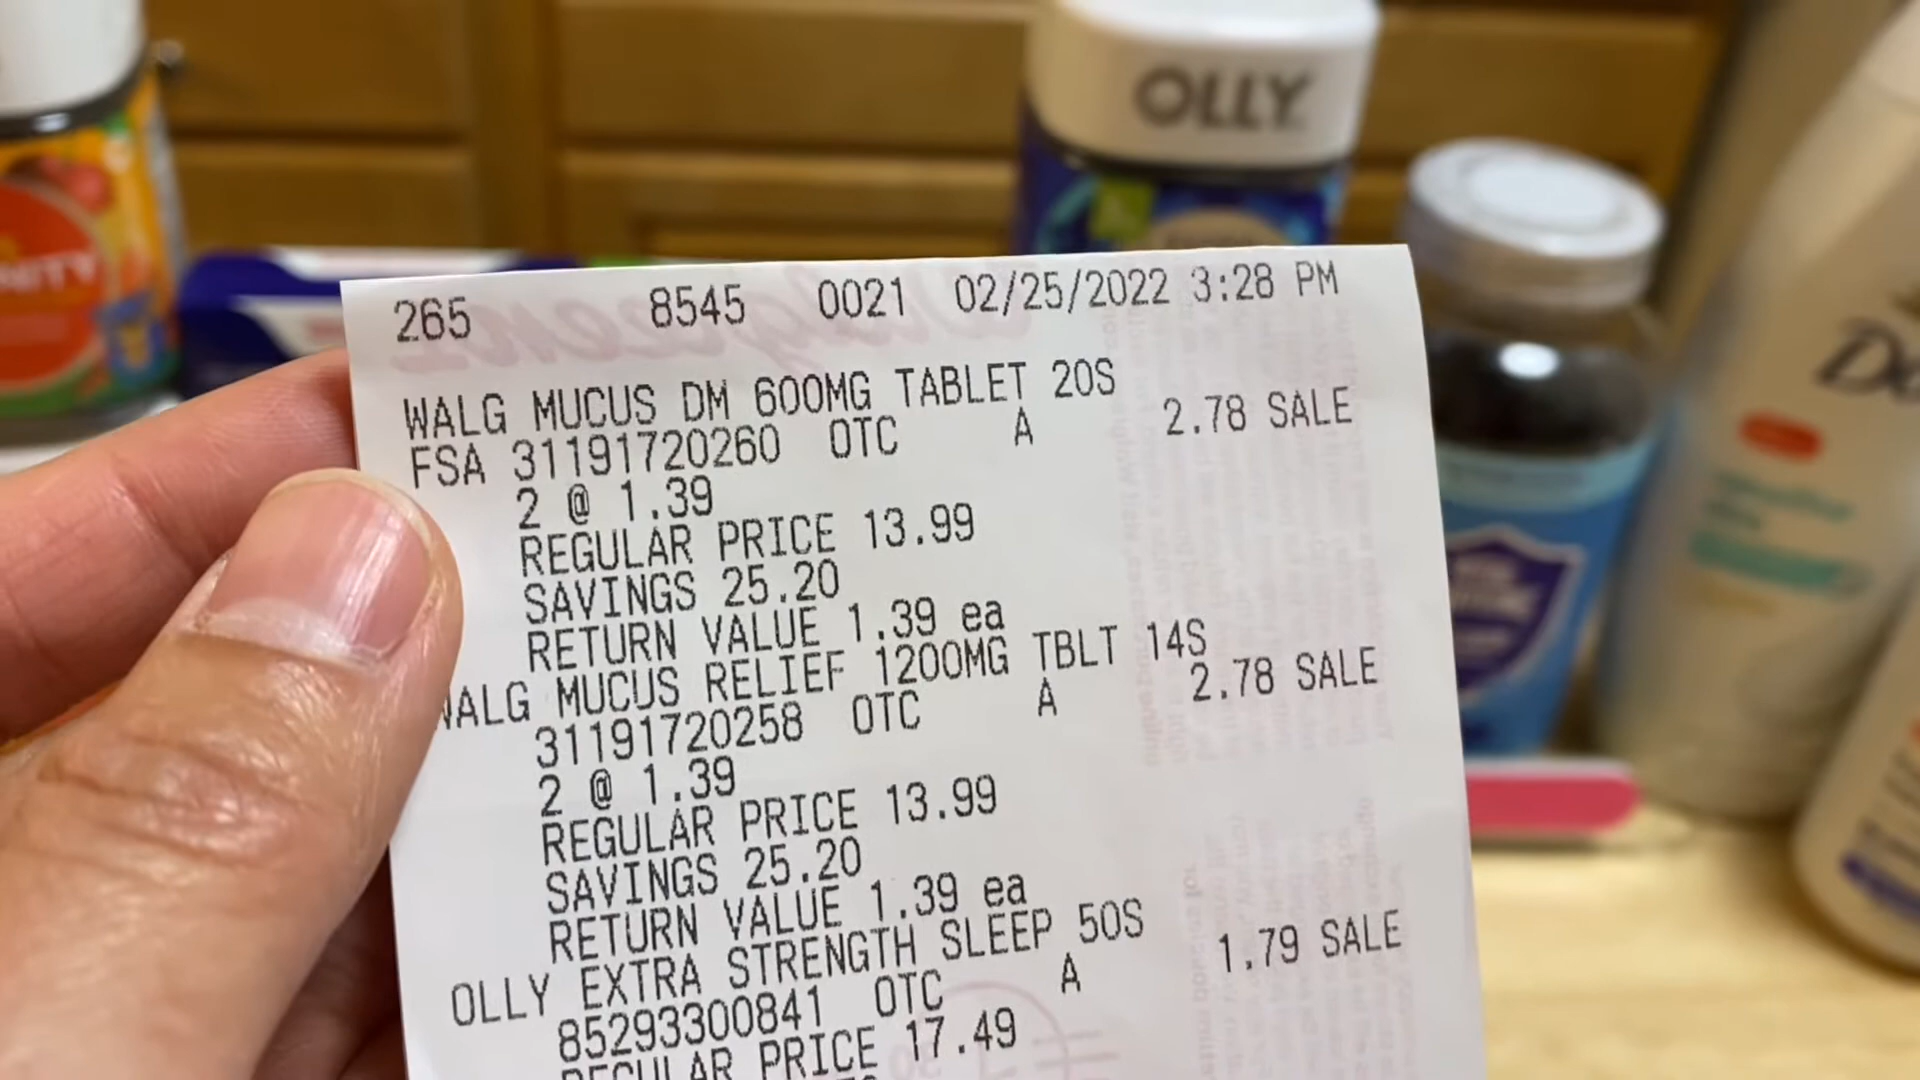 OLLY
NITY
265 8545 0021 02/25/2022 3:28 PM
WALG MUCUS DM 600MG TABLET 20S
FSA 31191720260 OTC A 2.78 SALE
2 @ 1.39
REGULAR PRICE 13.99
SAVINGS 25.20
RETURN VALUE 1.39 ea
WALG MUCUS RELIEF 1200MG TBLT 14S
31191720258 OTC A 2.78 SALE
2 @ 1.39
REGULAR PRICE 13.99
SAVINGS 25.20
RETURN VALUE 1.39 ea
OLLY EXTRA STRENGTH SLEEP 50S
85293300841 OTC A 1.79 SALE
REGULAR PRICE 17.49